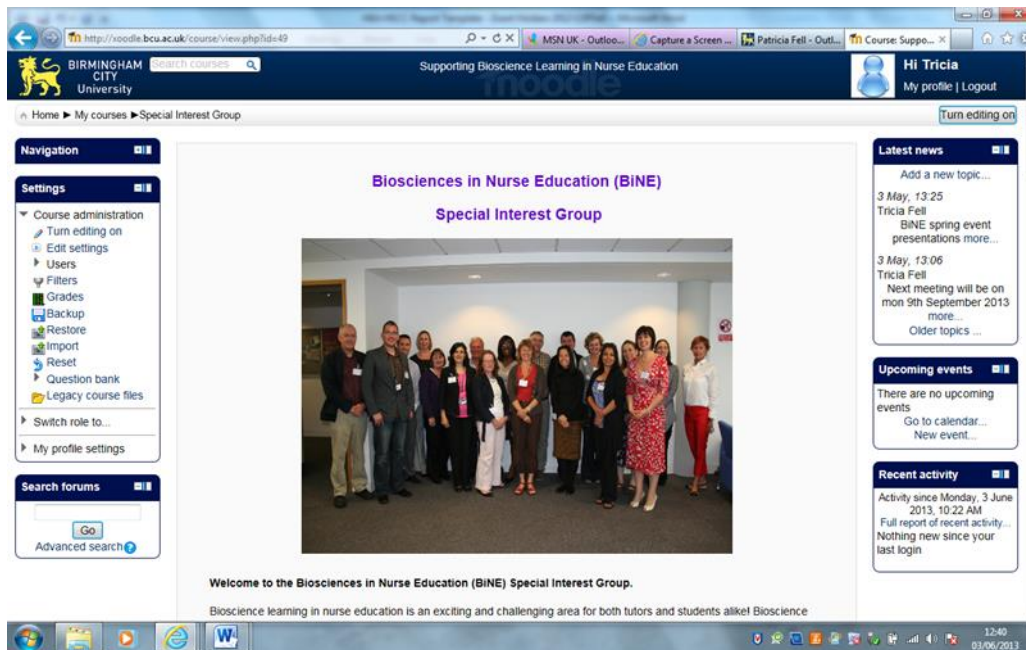 http://xoodle.bcu.ac.uk/course/view.php?id=49
MSN UK - Outloo...
Capture a Screen ...
Patricia Fell - Outl...
Course: Suppo...
BIRMINGHAM
CITY
University
Search courses
Supporting Bioscience Learning in Nurse Education
moodle
Hi Tricia
My profile | Logout
Home ► My courses ►Special Interest Group
Turn editing on
Navigation
Settings
Course administration
Turn editing on
Edit settings
Users
Filters
Grades
Backup
Restore
Import
Reset
Question bank
Legacy course files
Switch role to...
My profile settings
Search forums
Go
Advanced search
Biosciences in Nurse Education (BiNE)
Special Interest Group
Welcome to the Biosciences in Nurse Education (BiNE) Special Interest Group.
Bioscience learning in nurse education is an exciting and challenging area for both tutors and students alike! Bioscience
Latest news
Add a new topic...
3 May, 13:25
Tricia Fell
BiNE spring event
presentations more...
3 May, 13:06
Tricia Fell
Next meeting will be on
mon 9th September 2013
more...
Older topics ...
Upcoming events
There are no upcoming
events
Go to calendar...
New event...
Recent activity
Activity since Monday, 3 June
2013, 10:22 AM
Full report of recent activity...
Nothing new since your
last login
12:40
03/06/2013